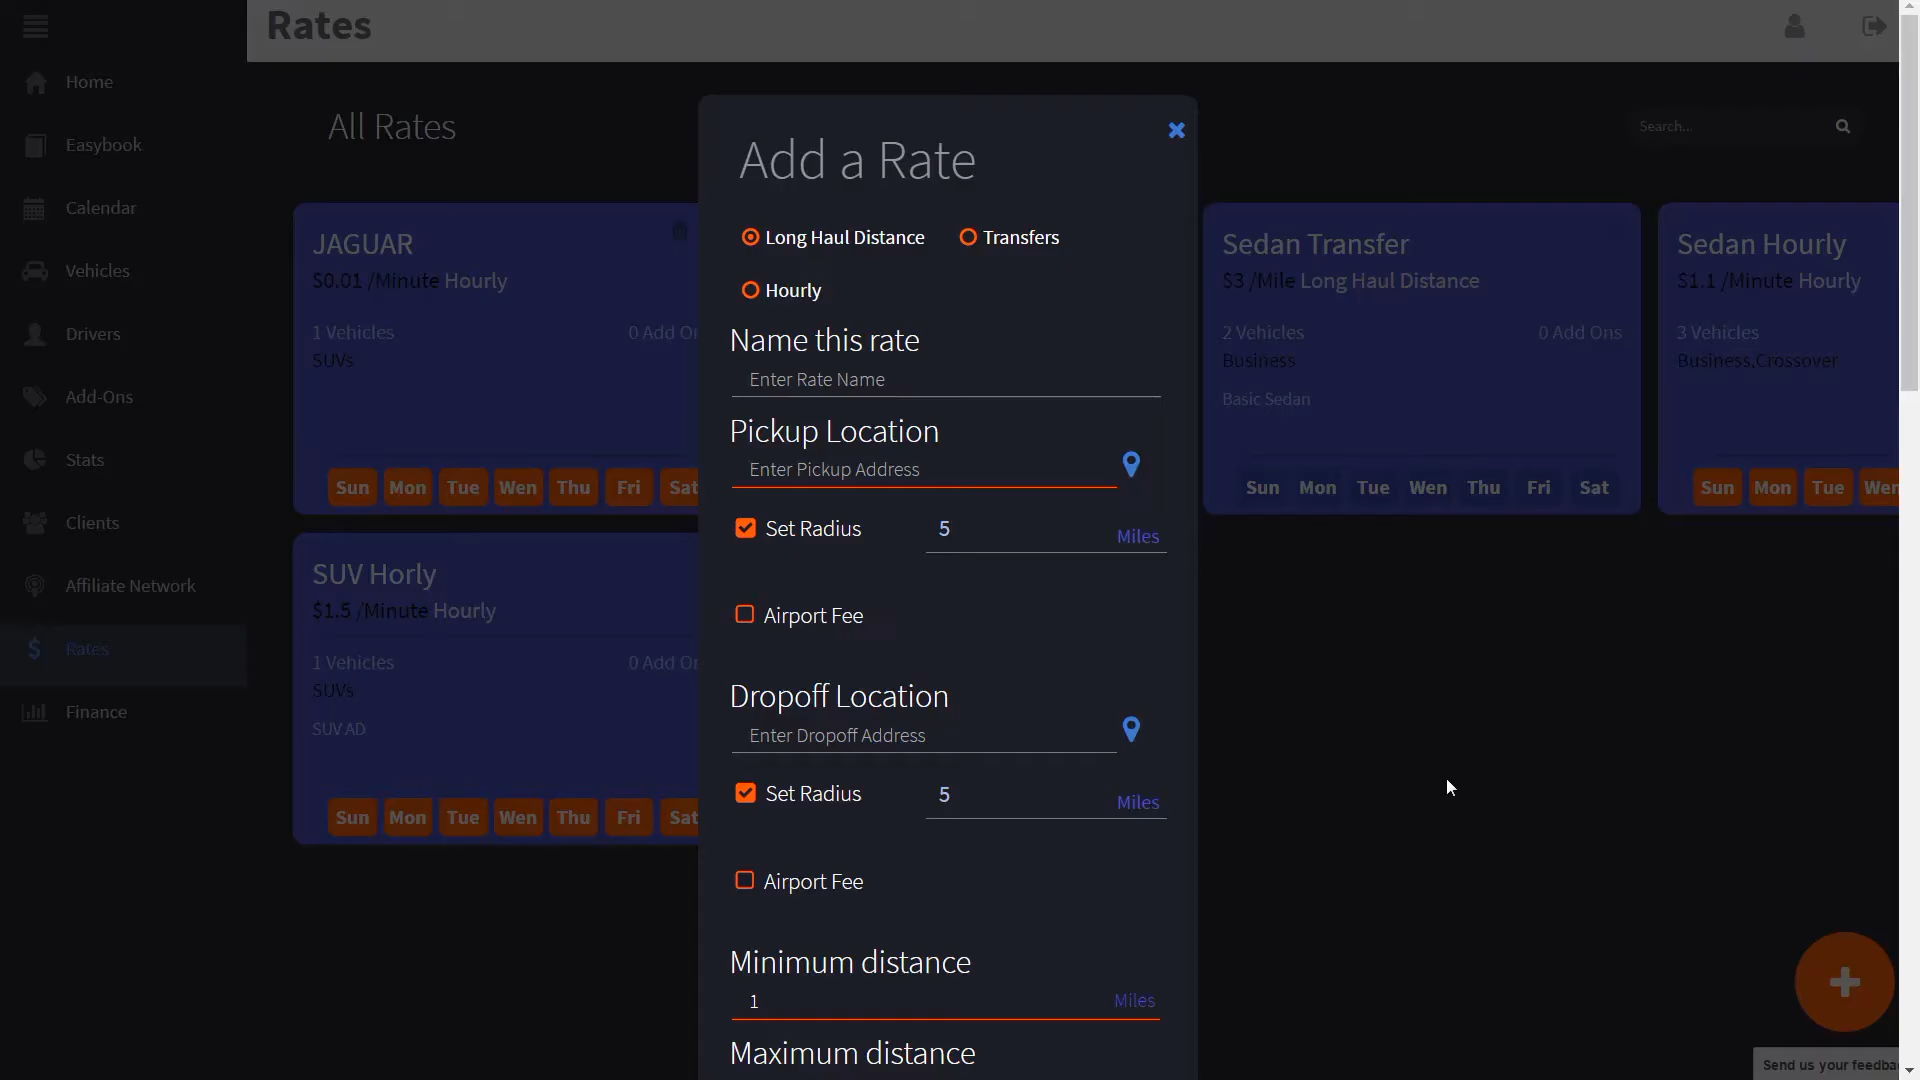 Rates
Home
Easybook
Calendar
Vehicles
Drivers
Add-Ons
Stats
Clients
Affiliate Network
$ Rates
Finance
All Rates
Search...
JAGUAR
$0.01 /Minute Hourly
1 Vehicles 0 Add
SUVs
Sun Mon Tue Wen Thu Fri Sat
SUV Horly
$1.5 /Minute Hourly
1 Vehicles 0 Add
SUVs
SUV AD
Sun Mon Tue Wen Thu Fri Sat
Add a Rate
Long Haul Distance Transfers
Hourly
Name this rate
Enter Rate Name
Pickup Location
Enter Pickup Address
Set Radius 5 Miles
Airport Fee
Dropoff Location
Enter Dropoff Address
Set Radius 5 Miles
Airport Fee
Minimum distance
1 Miles
Maximum distance
Sedan Transfer
$3 /Mile Long Haul Distance
2 Vehicles 0 Add Ons
Business
Basic Sedan
Sun Mon Tue Wen Thu Fri Sat
Sedan Hourly
$1.1 /Minute Hourly
3 Vehicles
Business,Crossover
Sun Mon Tue Wen
Send us your